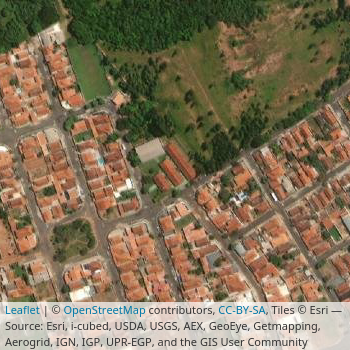 Leaflet | © OpenStreetMap contributors, CC-BY-SA, Tiles © Esri —
Source: Esri, i-cubed, USDA, USGS, AEX, GeoEye, Getmapping,
Aerogrid, IGN, IGP, UPR-EGP, and the GIS User Community